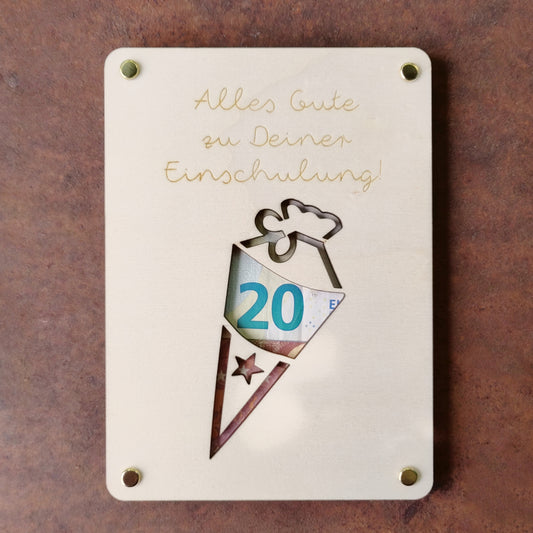 Alles Gute
zu Deiner
Einschulung!
20